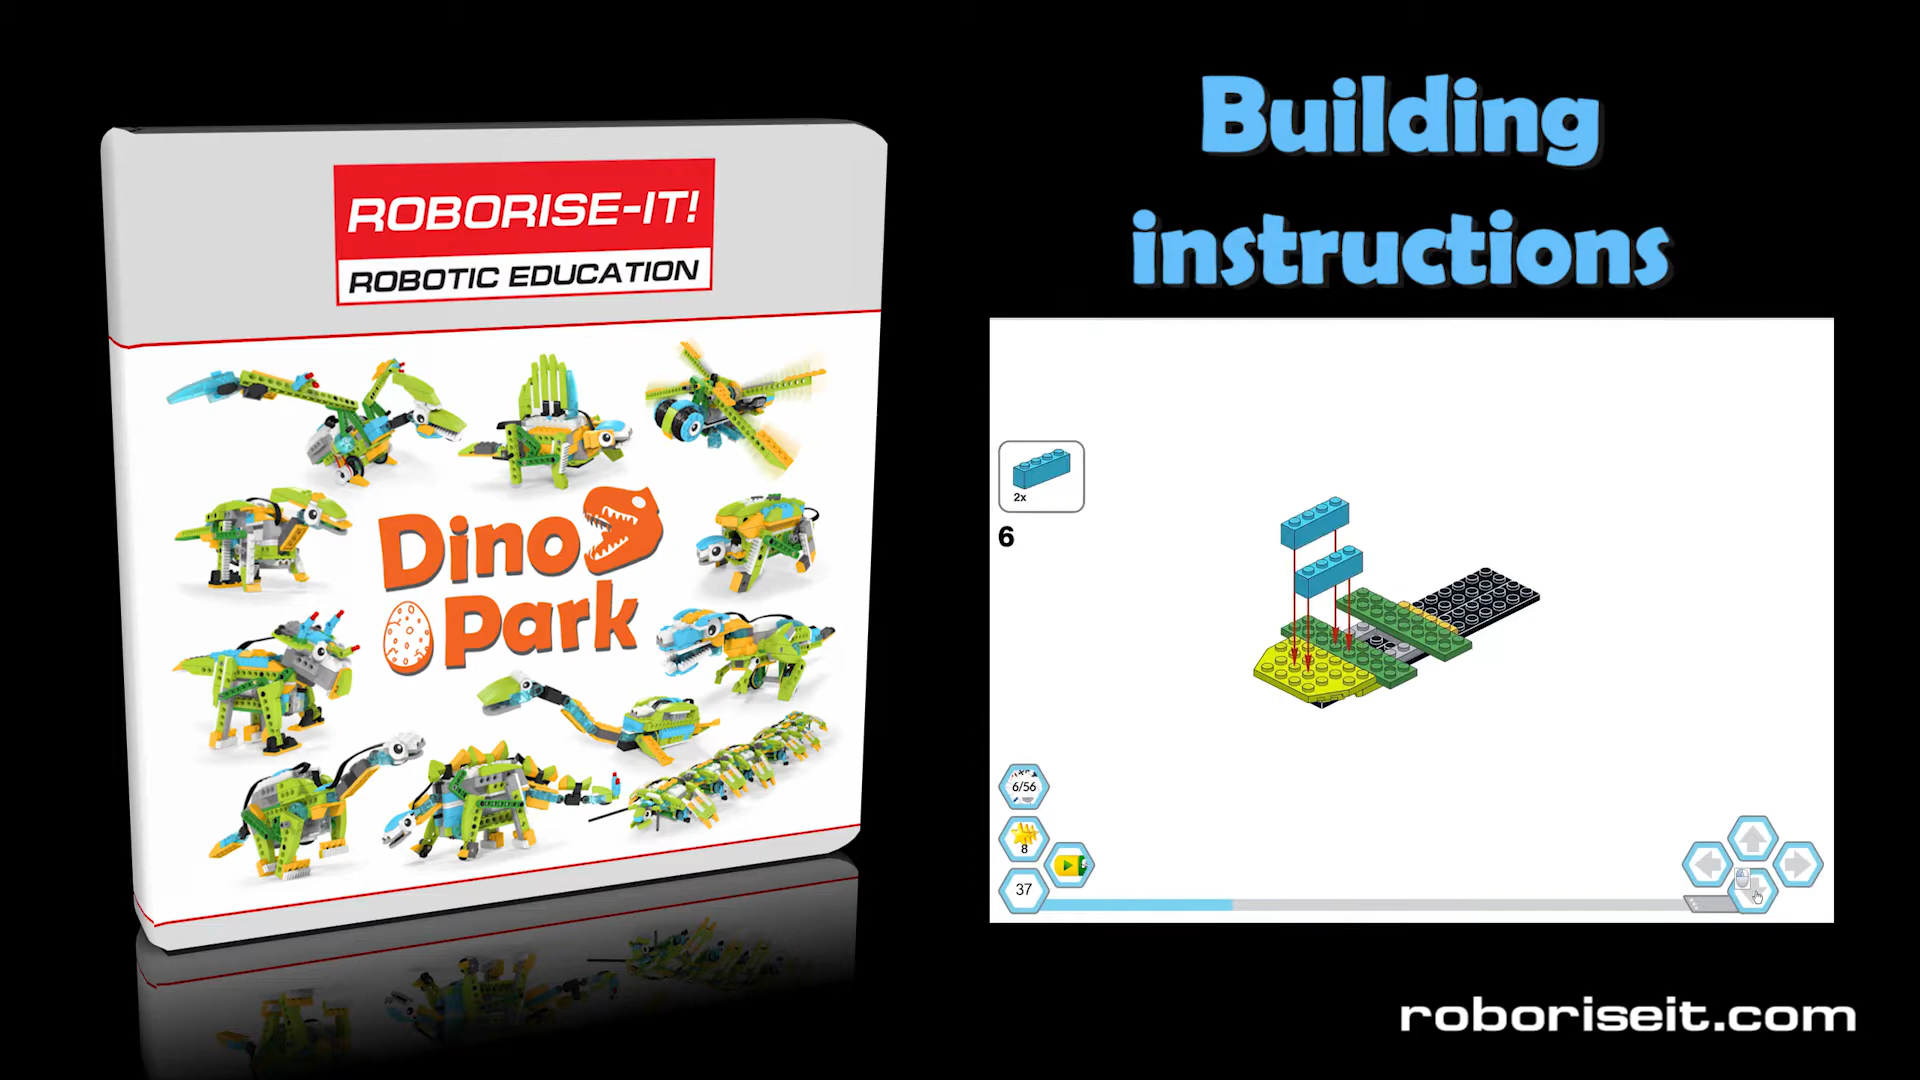 ROBORISE-IT!
ROBOTIC EDUCATION
Dino
Park
Building
instructions
2x
6
6/56
8
37
roboriseit.com